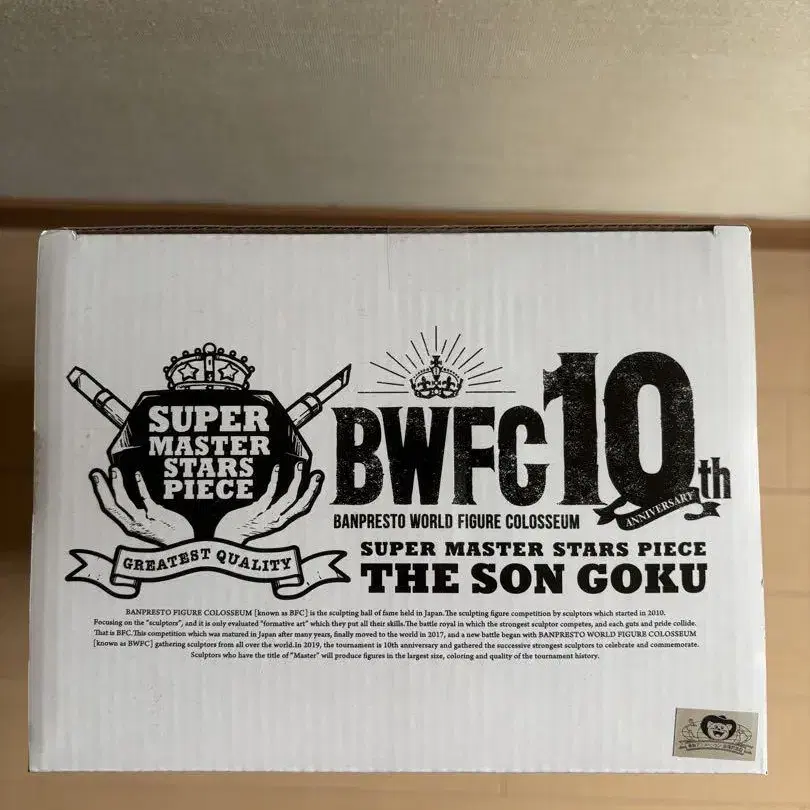 SUPER
MASTER
STARS
PIECE
GREATEST QUALITY
BWFC10th
ANNIVERSARY
BANPRESTO WORLD FIGURE COLOSSEUM
SUPER MASTER STARS PIECE
THE SON GOKU
BANPRESTO FIGURE COLOSSEUM [known as BFC] is the sculpting hall of fame held in Japan.The sculpting figure competition by sculptors which started in 2010.
Focusing on the "sculptors", and it is only evaluated "formative art" which they put all their skills.The battle royal in which the strongest sculptor competes, and each guts and pride collide.
That is BFC.This competition which was matured in Japan after many years, finally moved to the world in 2017, and a new battle began with BANPRESTO WORLD FIGURE COLOSSEUM
[known as BWFC] gathering sculptors from all over the world.In 2019, the tournament is 10th anniversary and gathered the successive strongest sculptors to celebrate and commemorate.
Sculptors who have the title of "Master" will produce figures in the largest size, coloring and quality of the tournament history.